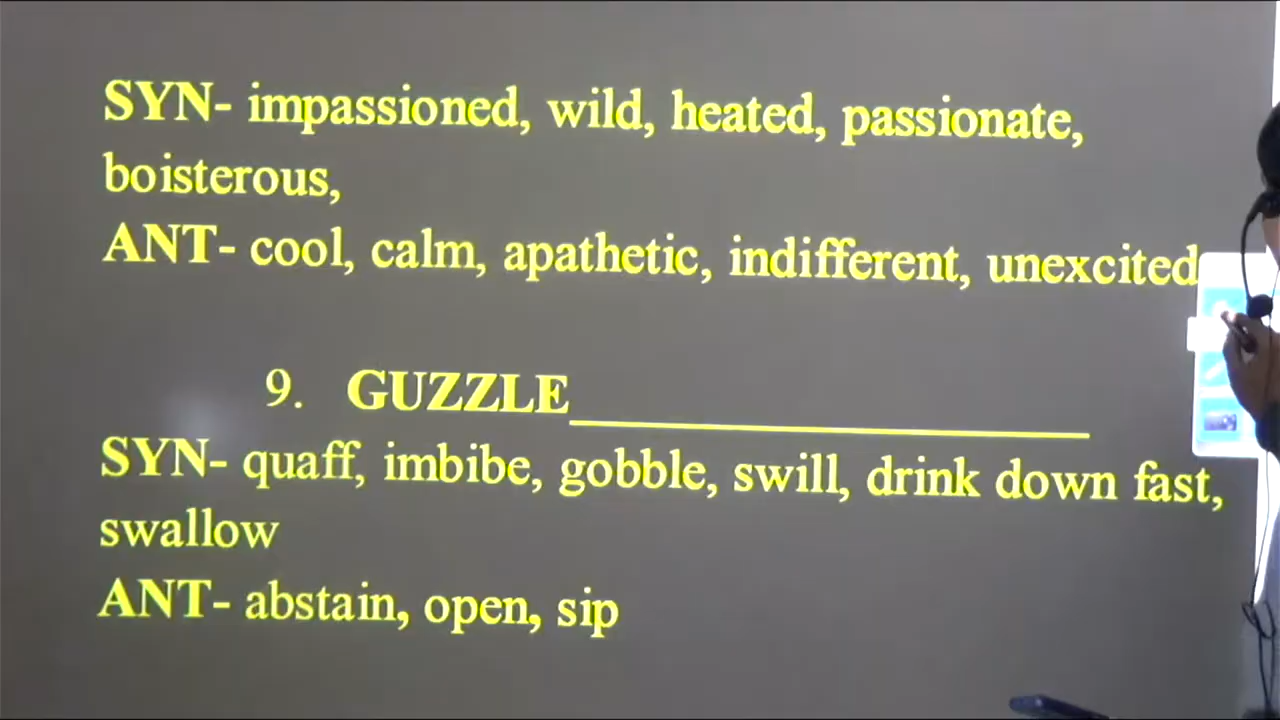 SYN- impassioned, wild, heated, passionate,
boisterous,
ANT- cool, calm, apathetic, indifferent, unexcited
9. GUZZLE
SYN- quaff, imbibe, gobble, swill, drink down fast,
swallow
ANT- abstain, open, sip